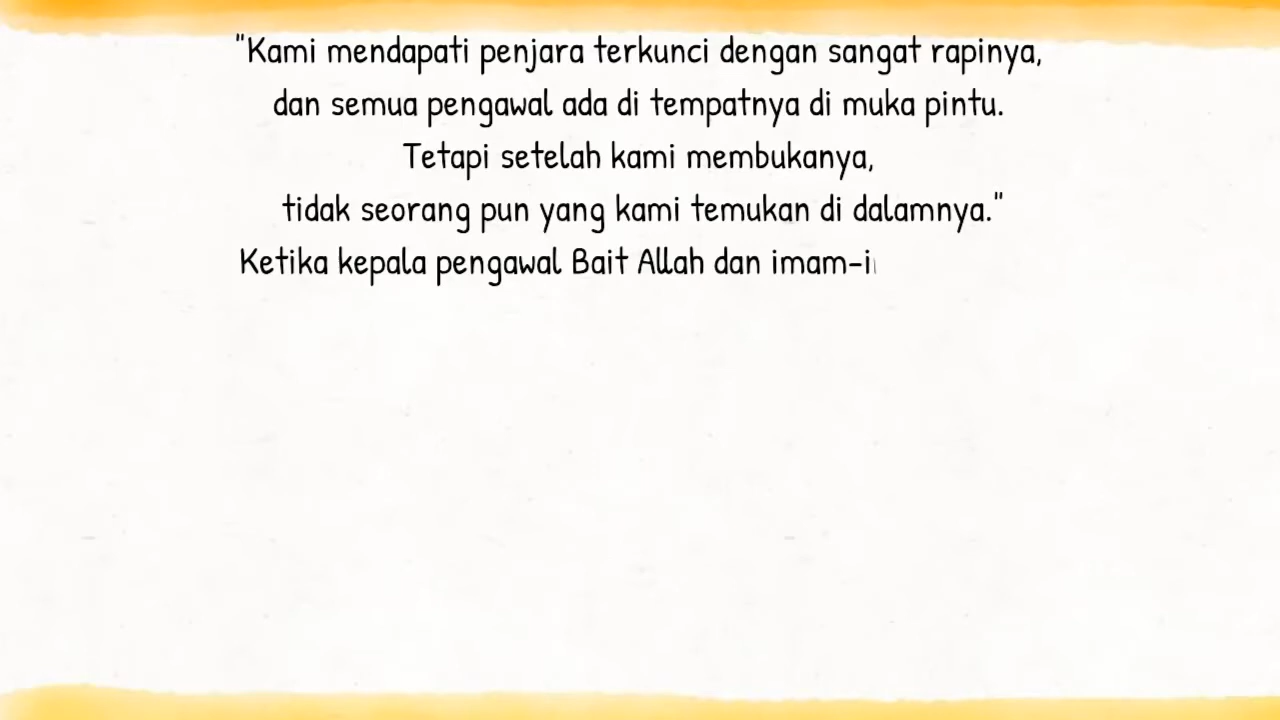 "Kami mendapati penjara terkunci dengan sangat rapinya,
dan semua pengawal ada di tempatnya di muka pintu.
Tetapi setelah kami membukanya,
tidak seorang pun yang kami temukan di dalamnya."
Ketika kepala pengawal Bait Allah dan imam-i